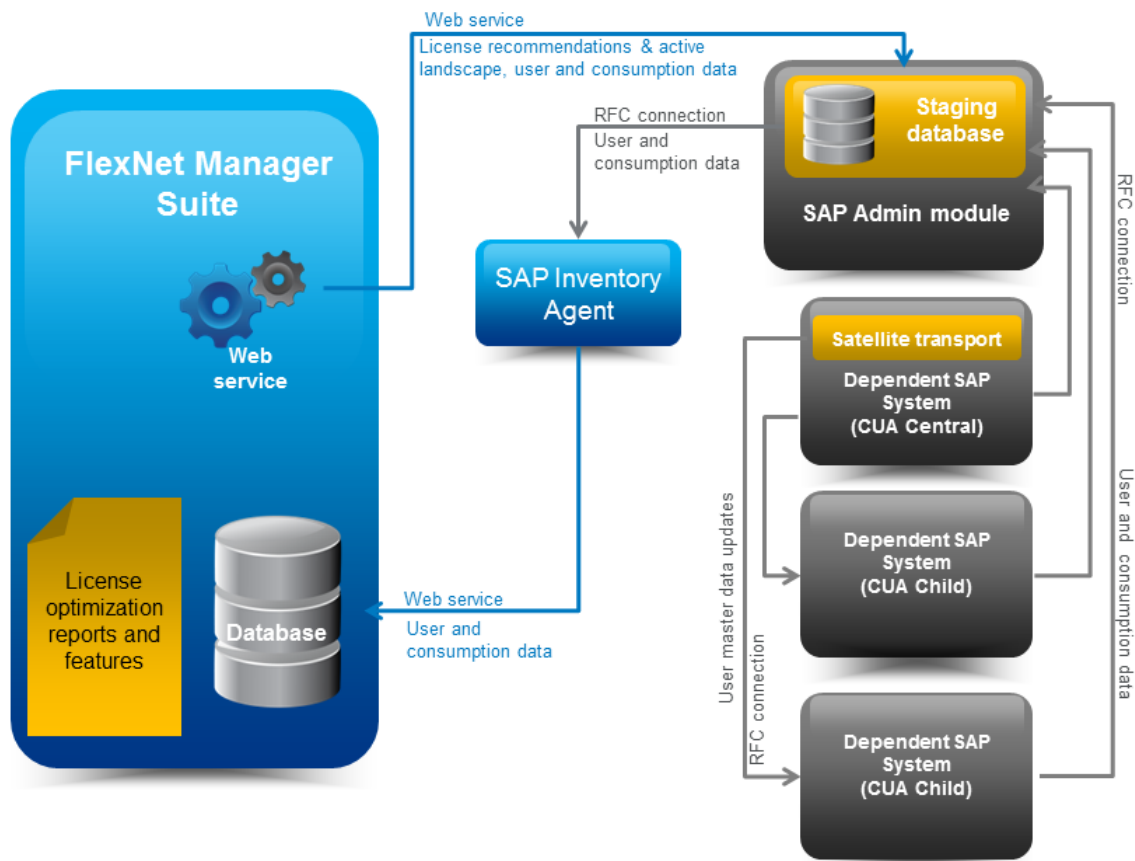 Web service
License recommendations & active
landscape, user and consumption data
FlexNet Manager
Suite
Web
service
License
optimization
reports and
features
Database
RFC connection
User and
consumption data
SAP Inventory
Agent
Web service
User and
consumption data
Staging
database
SAP Admin module
Satellite transport
Dependent SAP
System
(CUA Central)
Dependent SAP
System
(CUA Child)
Dependent SAP
System
(CUA Child)
User master data updates
RFC connection
RFC connection
User and consumption data